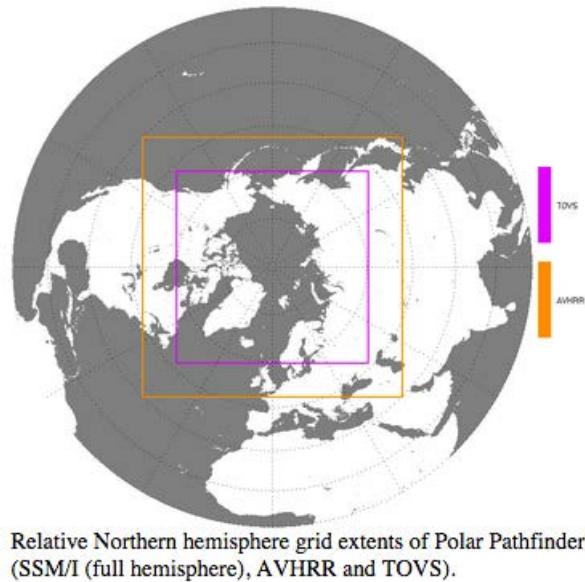 TOVS
AVHRR
Relative Northern hemisphere grid extents of Polar Pathfinder
(SSM/I (full hemisphere), AVHRR and TOVS).